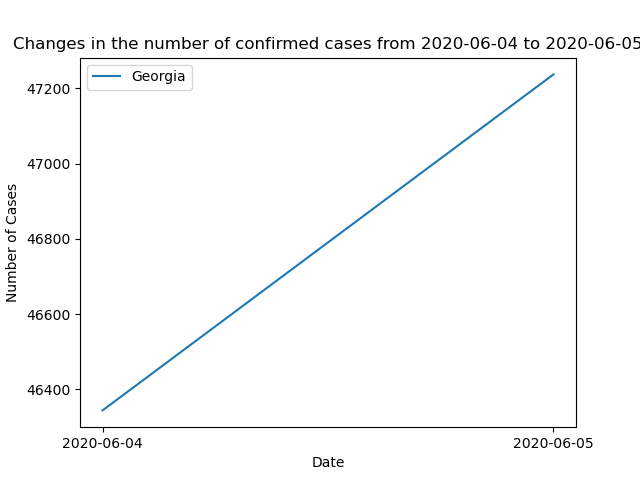 Changes in the number of confirmed cases from 2020-06-04 to 2020-06-05
Georgia
47200
47000
46800
46600
46400
Number of Cases
2020-06-04
2020-06-05
Date